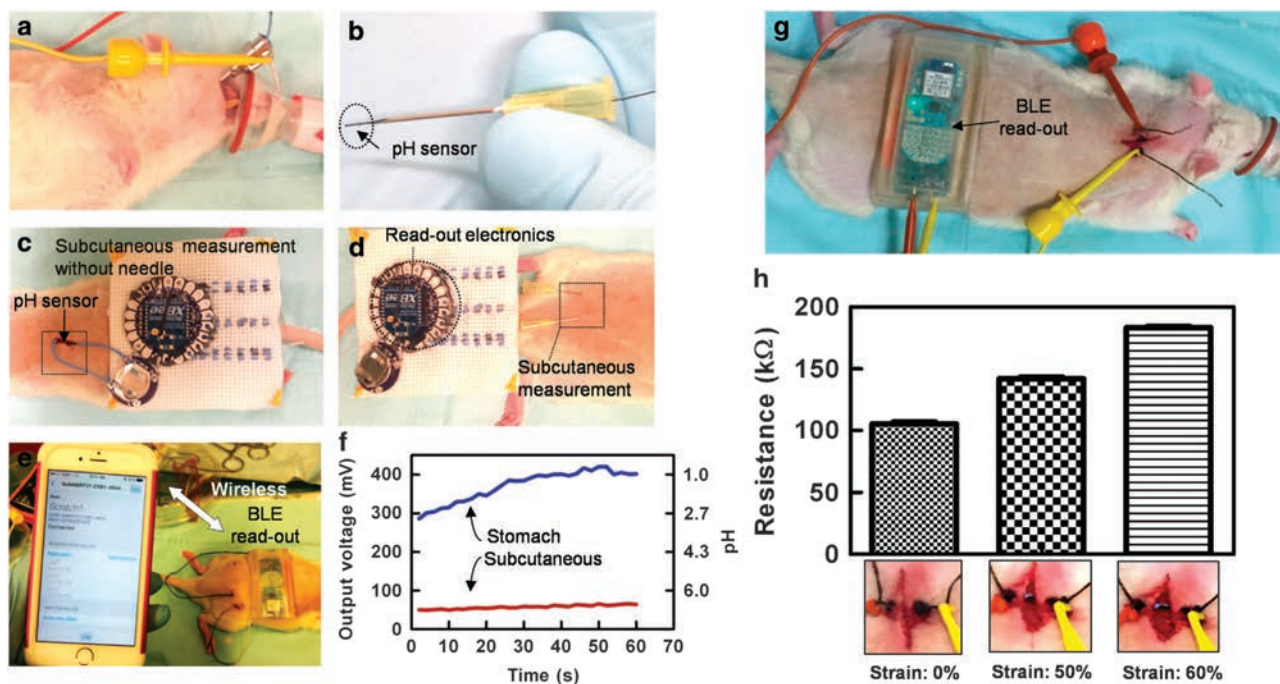 a
b
pH sensor
c
Subcutaneous measurement
without needle
pH sensor
d
Read-out electronics
Subcutaneous
measurement
e
Scratch1
Connected
Wireless
BLE
read-out
f
Output voltage (mV)
400
300
200
100
0
Stomach
Subcutaneous
1.0
2.7
4.3
6.0
pH
0 10 20 30 40 50 60 70
Time (s)
g
BLE
read-out
h
Resistance (kΩ)
200
150
100
50
0
Strain: 0%
Strain: 50%
Strain: 60%